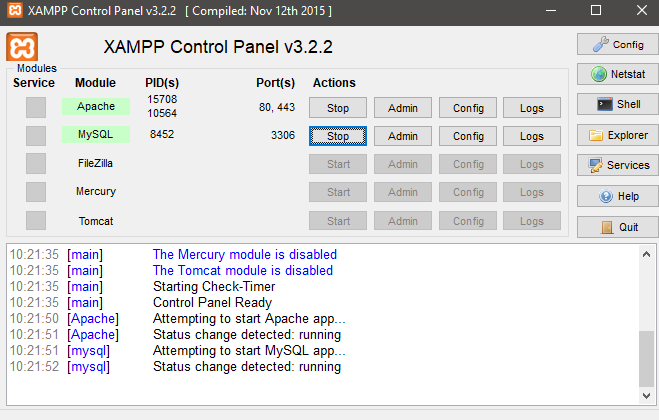 XAMPP Control Panel v3.2.2 [ Compiled: Nov 12th 2015 ]
XAMPP Control Panel v3.2.2
Config
Modules
Service Module PID(s) Port(s) Actions
Netstat
Apache 15708 10564 80, 443 Stop Admin Config Logs
Shell
MySQL 8452 3306 Stop Admin Config Logs
Explorer
FileZilla Start Admin Config Logs
Services
Mercury Start Admin Config Logs
Help
Tomcat Start Admin Config Logs
Quit
10:21:35 [main] The Mercury module is disabled
10:21:35 [main] The Tomcat module is disabled
10:21:35 [main] Starting Check-Timer
10:21:35 [main] Control Panel Ready
10:21:50 [Apache] Attempting to start Apache app...
10:21:51 [Apache] Status change detected: running
10:21:51 [mysql] Attempting to start MySQL app...
10:21:52 [mysql] Status change detected: running